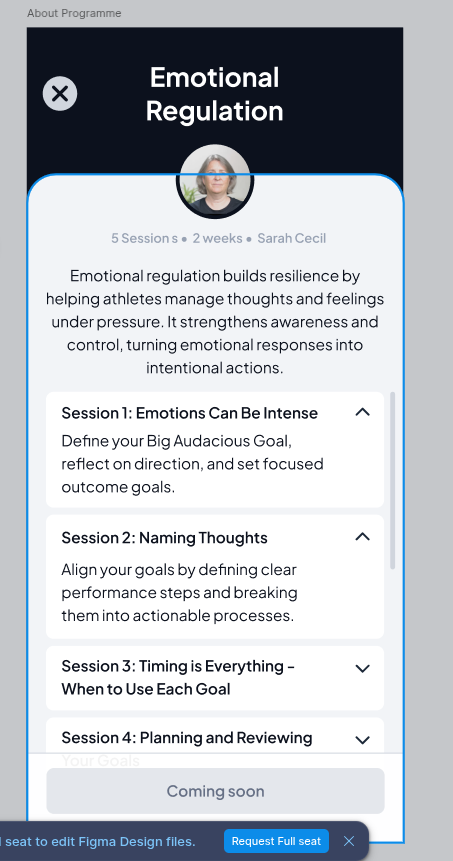 About Programme
Emotional
Regulation
5 Session s • 2 weeks • Sarah Cecil
Emotional regulation builds resilience by
helping athletes manage thoughts and feelings
under pressure. It strengthens awareness and
control, turning emotional responses into
intentional actions.
Session 1: Emotions Can Be Intense
Define your Big Audacious Goal,
reflect on direction, and set focused
outcome goals.
Session 2: Naming Thoughts
Align your goals by defining clear
performance steps and breaking
them into actionable processes.
Session 3: Timing is Everything -
When to Use Each Goal
Session 4: Planning and Reviewing
Your Goals
Coming soon
seat to edit Figma Design files.
Request Full seat